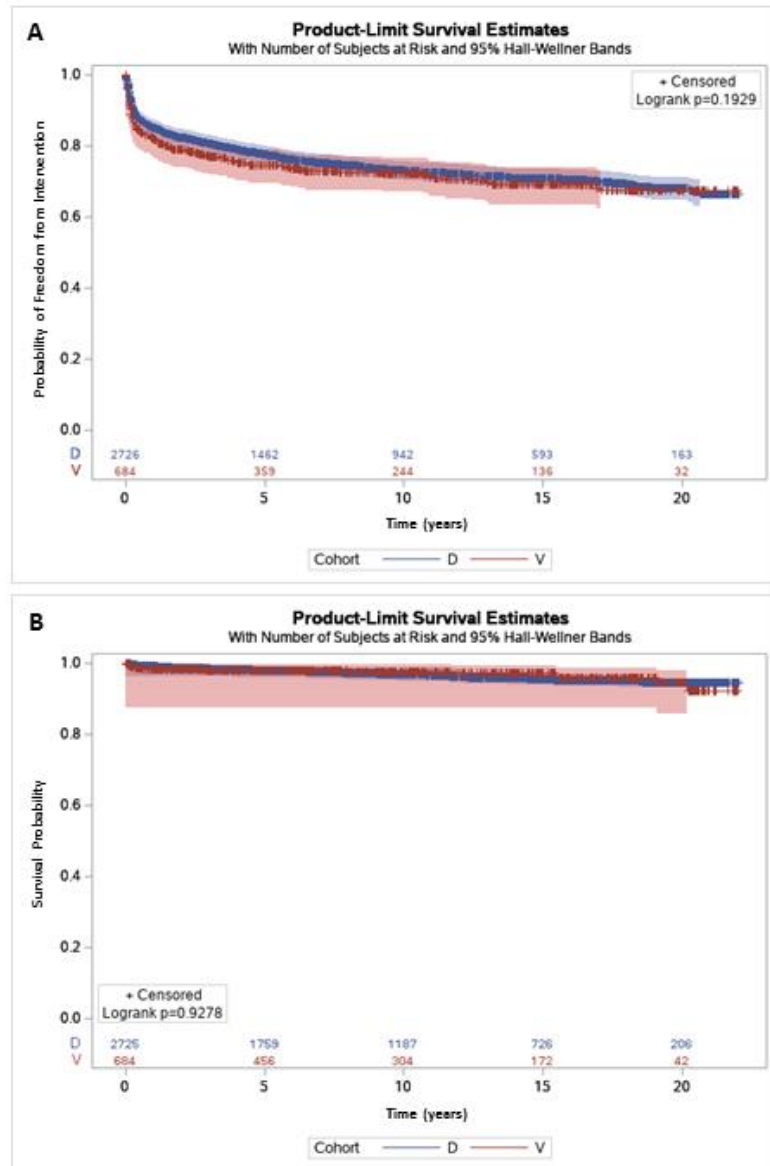 A
Product-Limit Survival Estimates
With Number of Subjects at Risk and 95% Hall-Wellner Bands
+ Censored
Logrank p=0.1929
Probability of Freedom from Intervention
1.0
0.8
0.6
0.4
0.2
0.0
D 2726 1462 942 593 163
V 684 359 244 136 32
0 5 10 15 20
Time (years)
Cohort D V
B
Product-Limit Survival Estimates
With Number of Subjects at Risk and 95% Hall-Wellner Bands
Survival Probability
1.0
0.8
0.6
0.4
0.2
0.0
+ Censored
Logrank p=0.9278
D 2725 1759 1187 726 206
V 684 456 304 172 42
0 5 10 15 20
Time (years)
Cohort D V